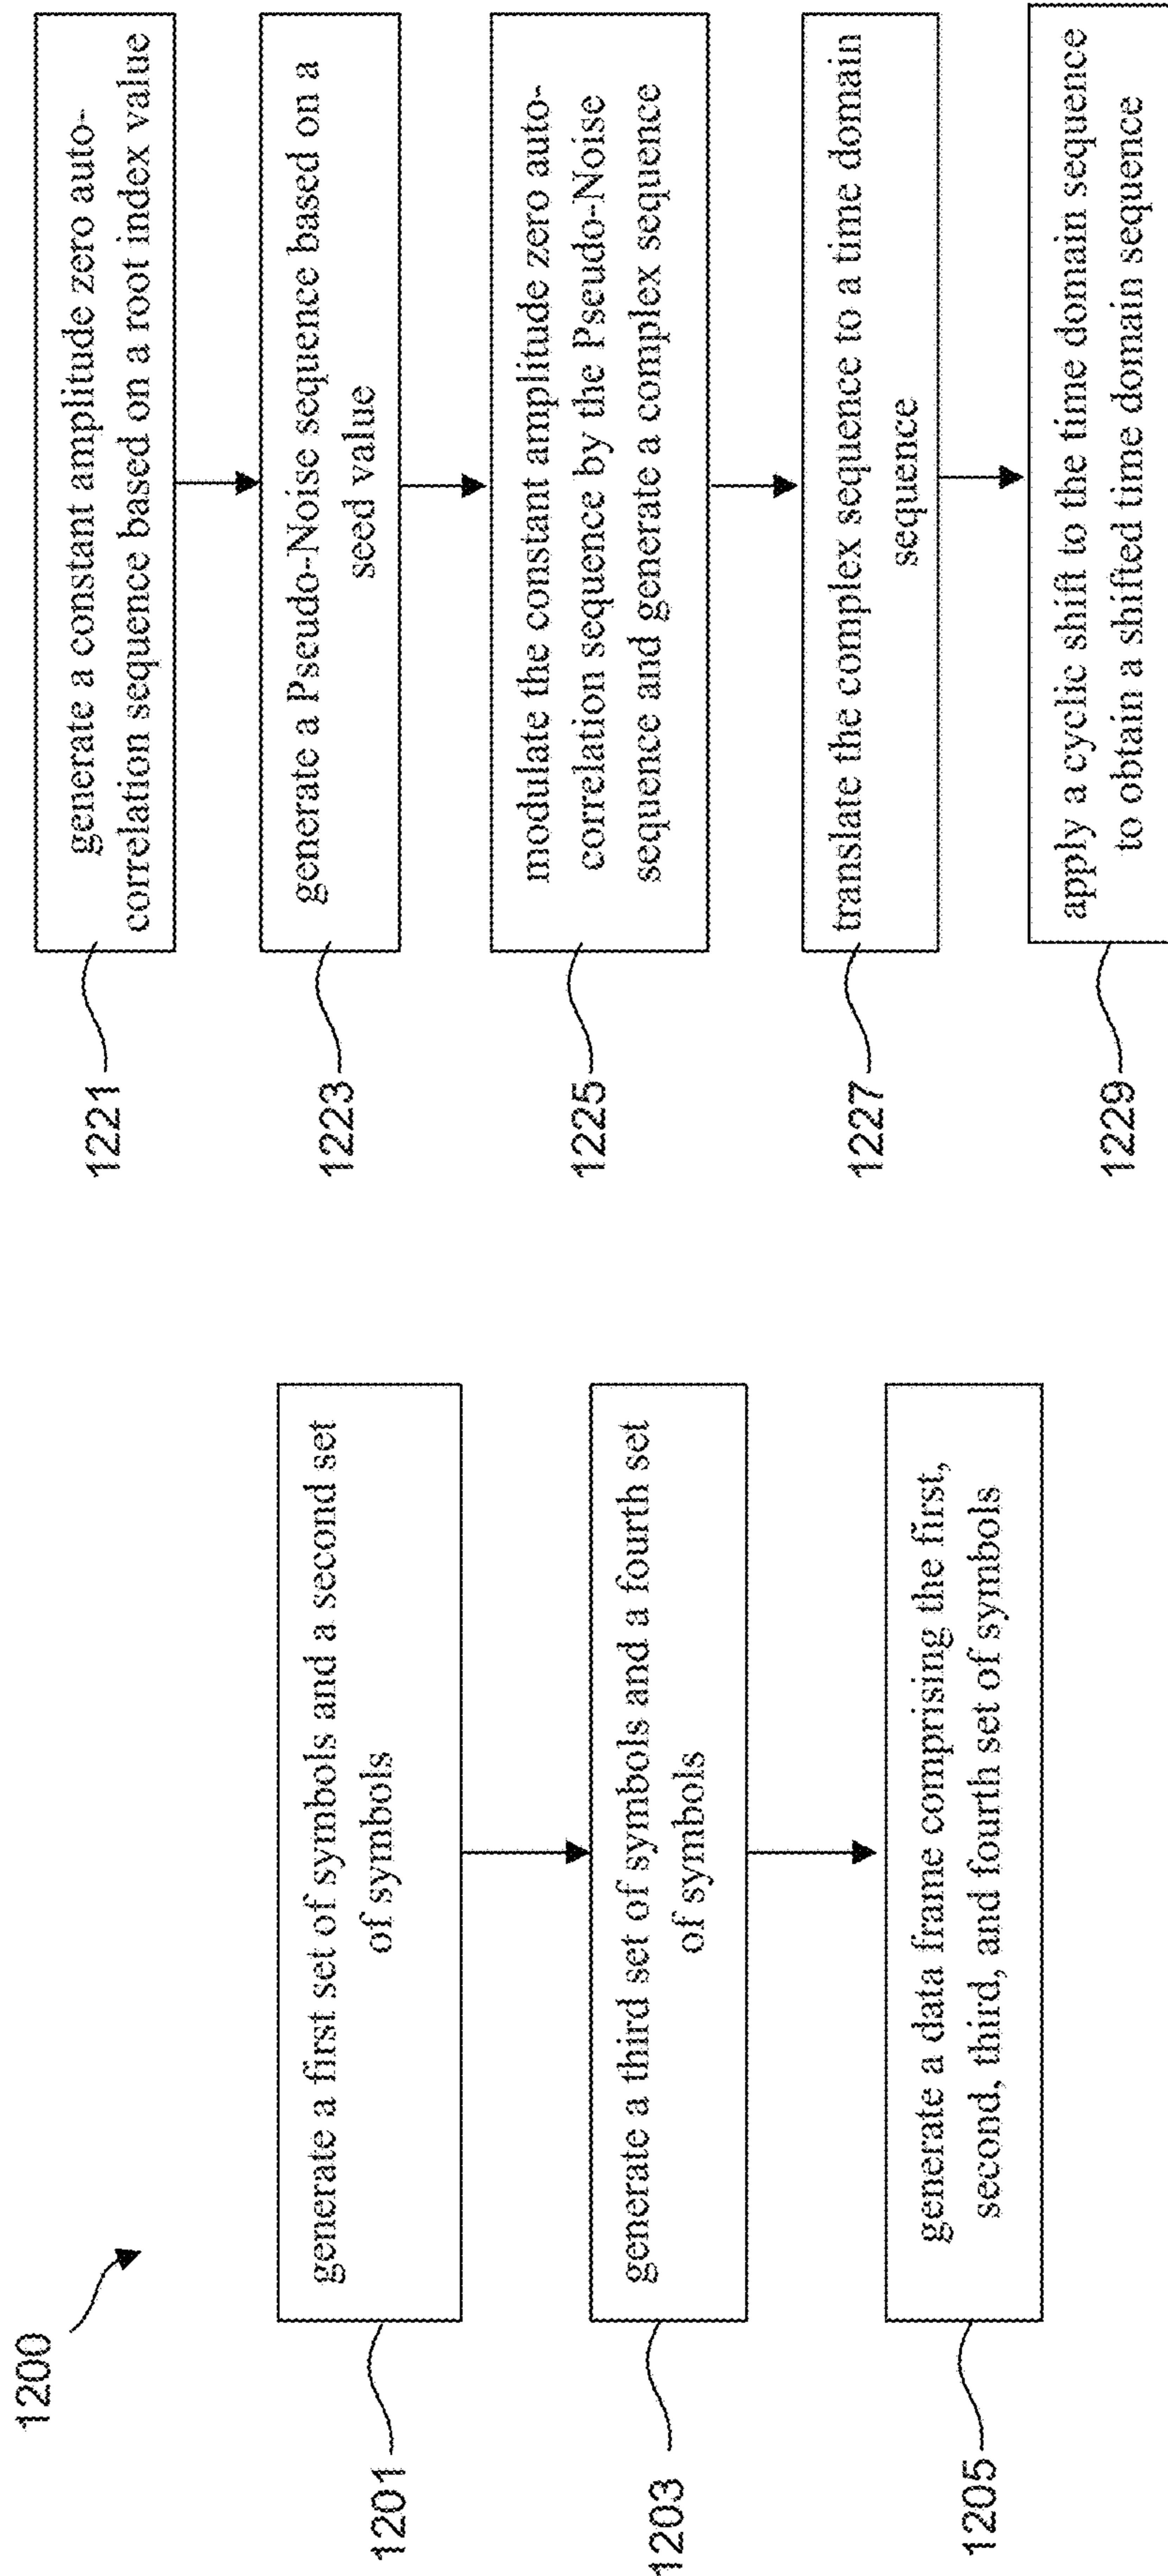 1200
1201
generate a first set of symbols and a second set
of symbols
1203
generate a third set of symbols and a fourth set
of symbols
1205
generate a data frame comprising the first,
second, third, and fourth set of symbols
1221
generate a constant amplitude zero auto-
correlation sequence based on a root index value
1223
generate a Pseudo-Noise sequence based on a
seed value
1225
modulate the constant amplitude zero auto-
correlation sequence by the Pseudo-Noise
sequence and generate a complex sequence
1227
translate the complex sequence to a time domain
sequence
1229
apply a cyclic shift to the time domain sequence
to obtain a shifted time domain sequence